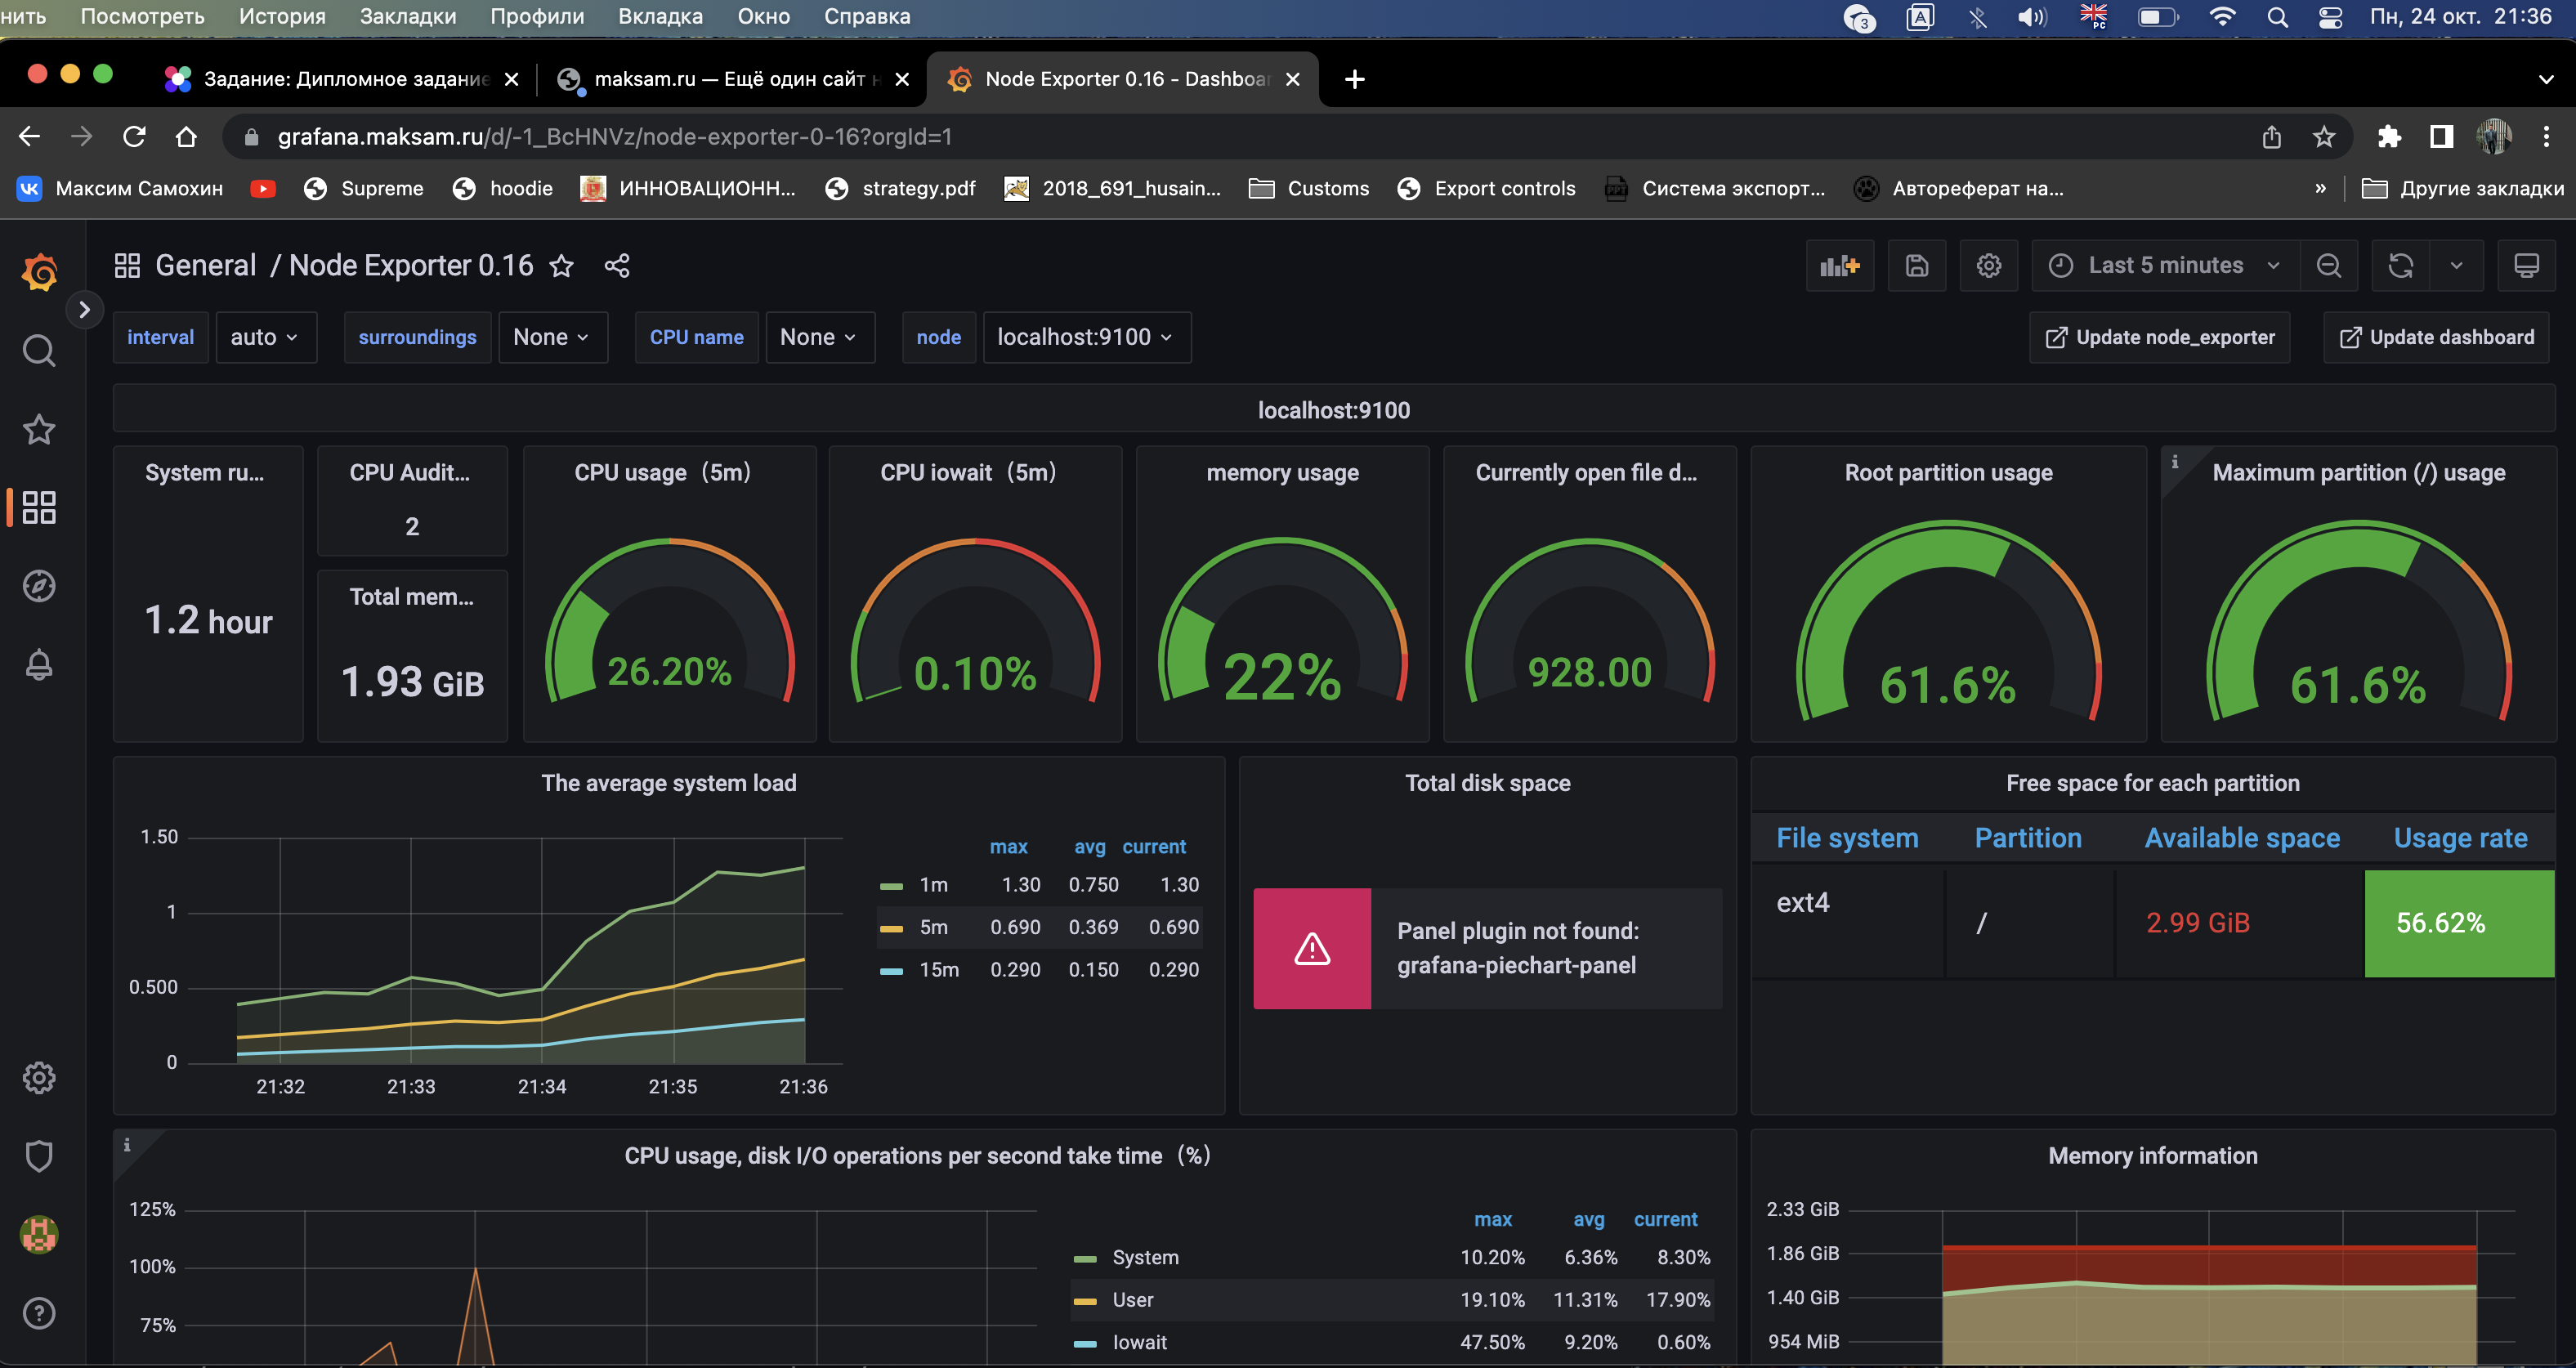 нить Посмотреть История Закладки Профили Вкладка Окно Справка 3 A PC Пн, 24 окт. 21:36
Задание: Дипломное задание maksam.ru — Ещё один сайт н Node Exporter 0.16 - Dashboar
grafana.maksam.ru/d/-1_BcHNVz/node-exporter-0-16?orgId=1
Максим Самохин Supreme hoodie ИННОВАЦИОНН... strategy.pdf 2018_691_husain... Customs Export controls Система экспорт... Автореферат на... » Другие закладки
General / Node Exporter 0.16 Last 5 minutes
interval auto surroundings None CPU name None node localhost:9100 Update node_exporter Update dashboard
localhost:9100
System ru...
1.2 hour
CPU Audit...
2
Total mem...
1.93 GiB
CPU usage（5m）
26.20%
CPU iowait（5m）
0.10%
memory usage
22%
Currently open file d...
928.00
Root partition usage
61.6%
Maximum partition (/) usage
61.6%
The average system load
1.50
1
0.500
0
21:32 21:33 21:34 21:35 21:36
max avg current
1m 1.30 0.750 1.30
5m 0.690 0.369 0.690
15m 0.290 0.150 0.290
Total disk space
Panel plugin not found:
grafana-piechart-panel
Free space for each partition
File system Partition Available space Usage rate
ext4 / 2.99 GiB 56.62%
CPU usage, disk I/O operations per second take time（%）
125%
100%
75%
max avg current
System 10.20% 6.36% 8.30%
User 19.10% 11.31% 17.90%
Iowait 47.50% 9.20% 0.60%
Memory information
2.33 GiB
1.86 GiB
1.40 GiB
954 MiB